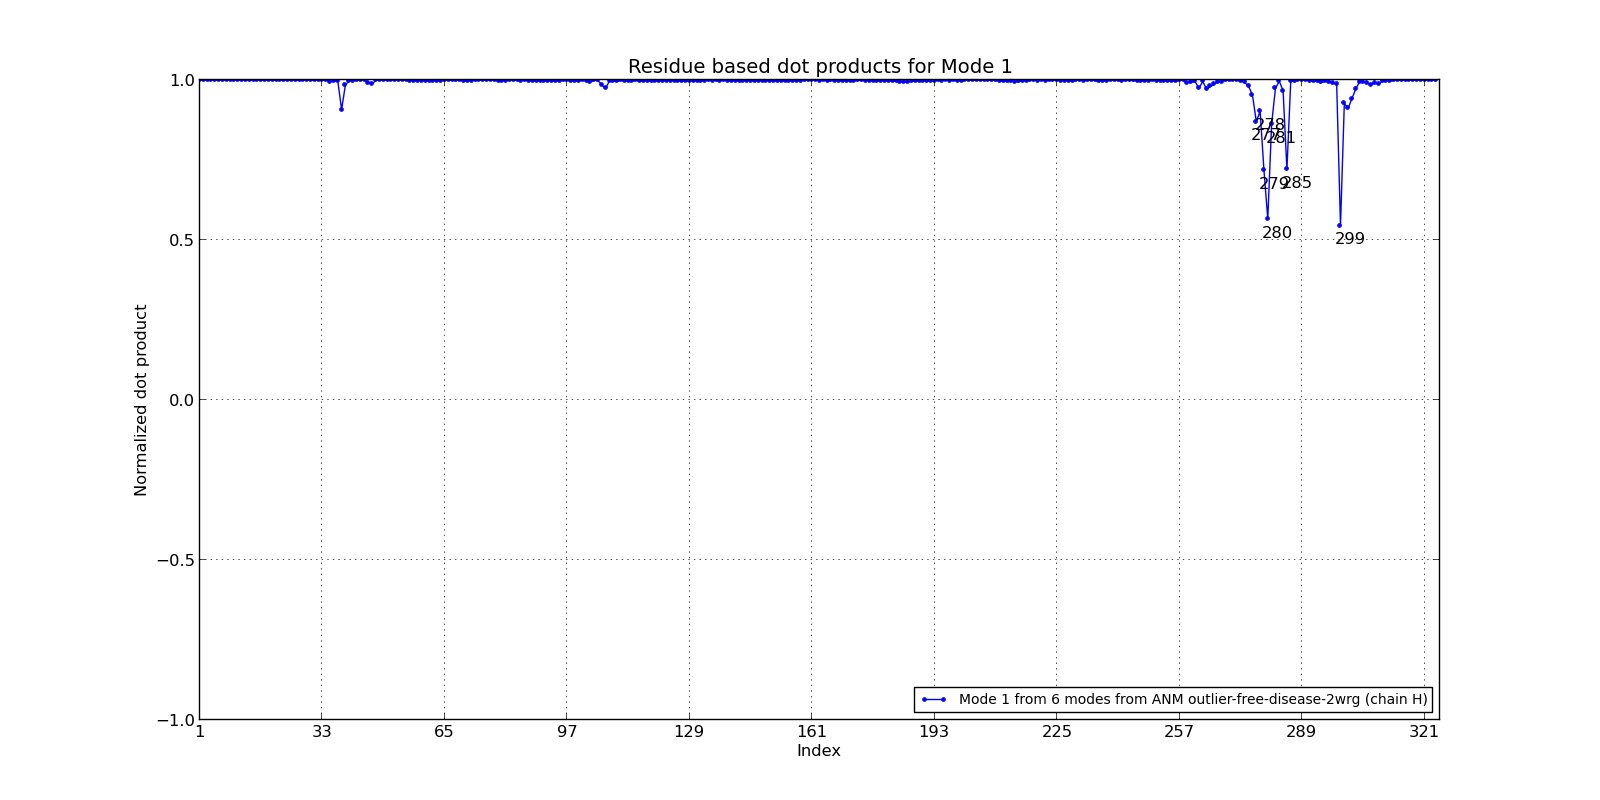 Residue based dot products for Mode 1
Normalized dot product
1.0
0.5
0.0
−0.5
−1.0
278
277
281
279
285
280
299
Mode 1 from 6 modes from ANM outlier-free-disease-2wrg (chain H)
1 33 65 97 129 161 193 225 257 289 321
Index